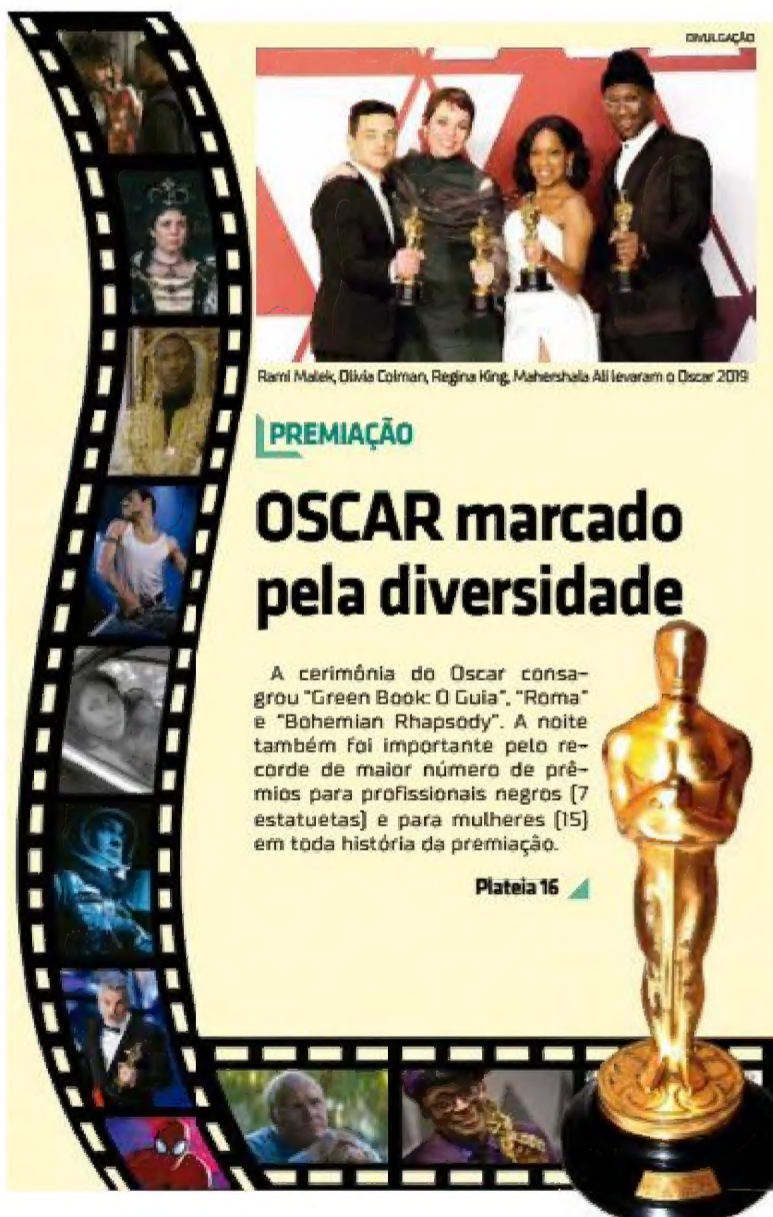 DIVULGAÇÃO
Rami Malek, Olivia Colman, Regina King, Mahershala Ali levaram o Oscar 2019
PREMIAÇÃO
OSCAR marcado
pela diversidade
A cerimônia do Oscar consa-
grou “Green Book: O Guia”, “Roma”
e “Bohemian Rhapsody”. A noite
também foi importante pelo re-
corde de maior número de prê-
mios para profissionais negros [7
estatuetas] e para mulheres [15]
em toda história da premiação.
Plateia 16